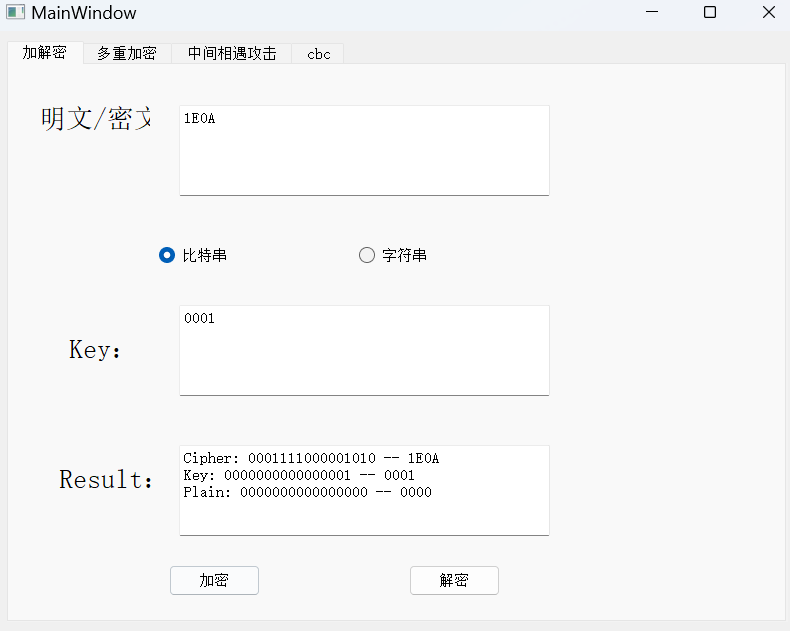 MainWindow
加解密 多重加密 中间相遇攻击 cbc
明文/密文
1E0A
比特串 字符串
0001
Key：
Cipher: 0001111000001010 -- 1E0A
Key: 0000000000000001 -- 0001
Result：
Plain: 0000000000000000 -- 0000
加密 解密